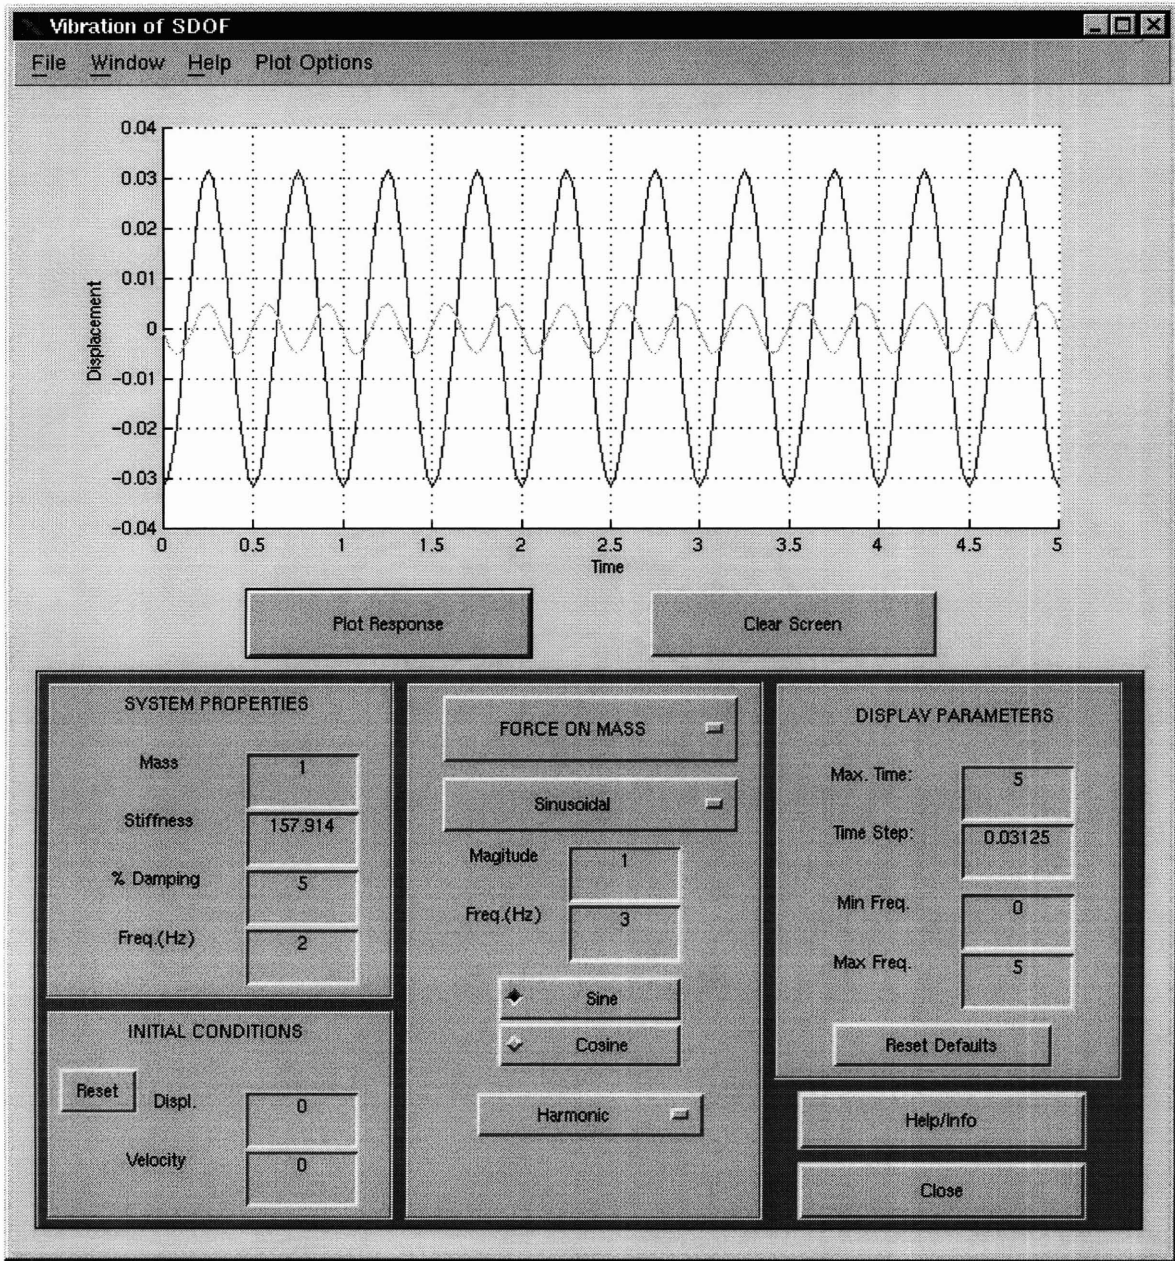 Vibration of SDOF
File Window Help Plot Options
0.04
0.03
0.02
0.01
0
-0.01
-0.02
-0.03
-0.04
Displacement
0 0.5 1 1.5 2 2.5 3 3.5 4 4.5 5
Time
Plot Response
Clear Screen
SYSTEM PROPERTIES
Mass 1
Stiffness 157.914
% Damping 5
Freq.(Hz) 2
INITIAL CONDITIONS
Reset
Displ. 0
Velocity 0
FORCE ON MASS
Sinusoidal
Magitude 1
Freq.(Hz) 3
Sine
Cosine
Harmonic
DISPLAV PARAMETERS
Max. Time: 5
Time Step: 0.03125
Min Freq. 0
Max Freq. 5
Reset Defaults
Help/Info
Close